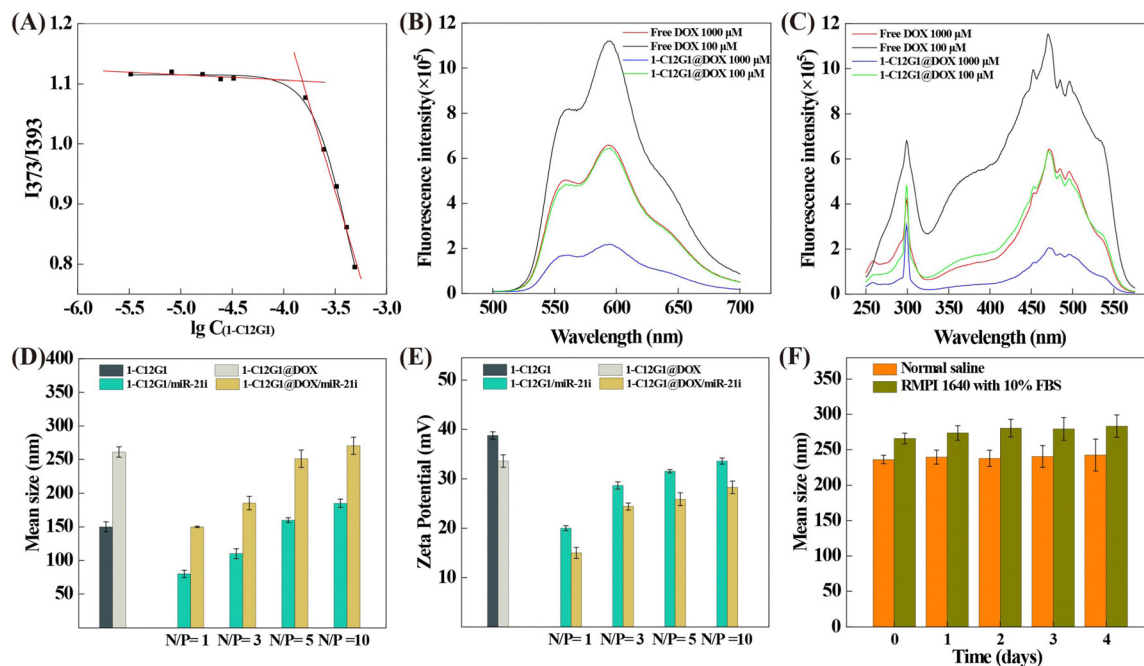 (A)
1.2
1.1
1.0
0.9
0.8
I373/I393
-6.0 -5.5 -5.0 -4.5 -4.0 -3.5 -3.0
lg C(1-C12G1)
(B)
Free DOX 1000 μM
Free DOX 100 μM
1-C12G1@DOX 1000 μM
1-C12G1@DOX 100 μM
12
10
8
6
4
2
0
Fluorescence intensity(×10⁵)
500 550 600 650 700
Wavelength (nm)
(C)
Free DOX 1000 μM
Free DOX 100 μM
1-C12G1@DOX 1000 μM
1-C12G1@DOX 100 μM
12
10
8
6
4
2
0
Fluorescence intensity (×10⁵)
250 300 350 400 450 500 550
Wavelength (nm)
(D)
1-C12G1 1-C12G1@DOX
1-C12G1/miR-21i 1-C12G1@DOX/miR-21i
400
350
300
250
200
150
100
50
Mean size (nm)
N/P= 1 N/P= 3 N/P= 5 N/P =10
(E)
1-C12G1 1-C12G1@DOX
1-C12G1/miR-21i 1-C12G1@DOX/miR-21i
50
40
30
20
10
Zeta Potential (mV)
N/P= 1 N/P= 3 N/P= 5 N/P =10
(F)
Normal saline
RMPI 1640 with 10% FBS
350
300
250
200
150
100
50
0
Mean size (nm)
0 1 2 3 4
Time (days)